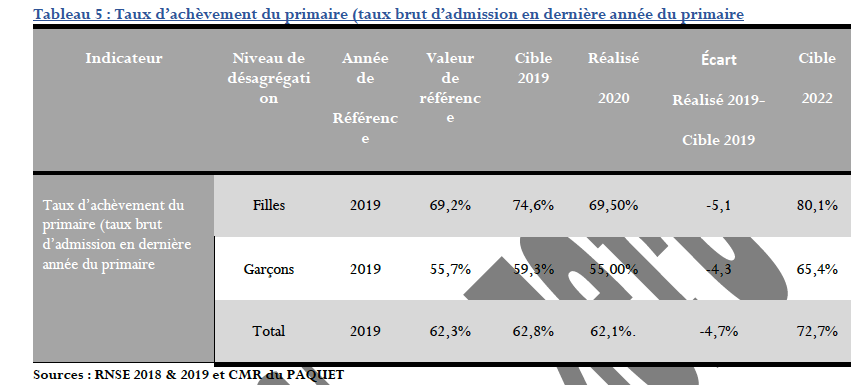 Tableau 5 : Taux d’achèvement du primaire (taux brut d’admission en dernière année du primaire
Indicateur Niveau de désagrégati on Année de Référenc e Valeur de référenc e Cible 2019 Réalisé 2020 Écart Réalisé 2019- Cible 2019 Cible 2022
Taux d’achèvement du primaire (taux brut d’admission en dernière année du primaire
Filles 2019 69,2% 74,6% 69,50% -5,1 80,1%
Garçons 2019 55,7% 59,3% 55,00% -4,3 65,4%
Total 2019 62,3% 62,8% 62,1%. -4,7% 72,7%
Sources : RNSE 2018 & 2019 et CMR du PAQUET